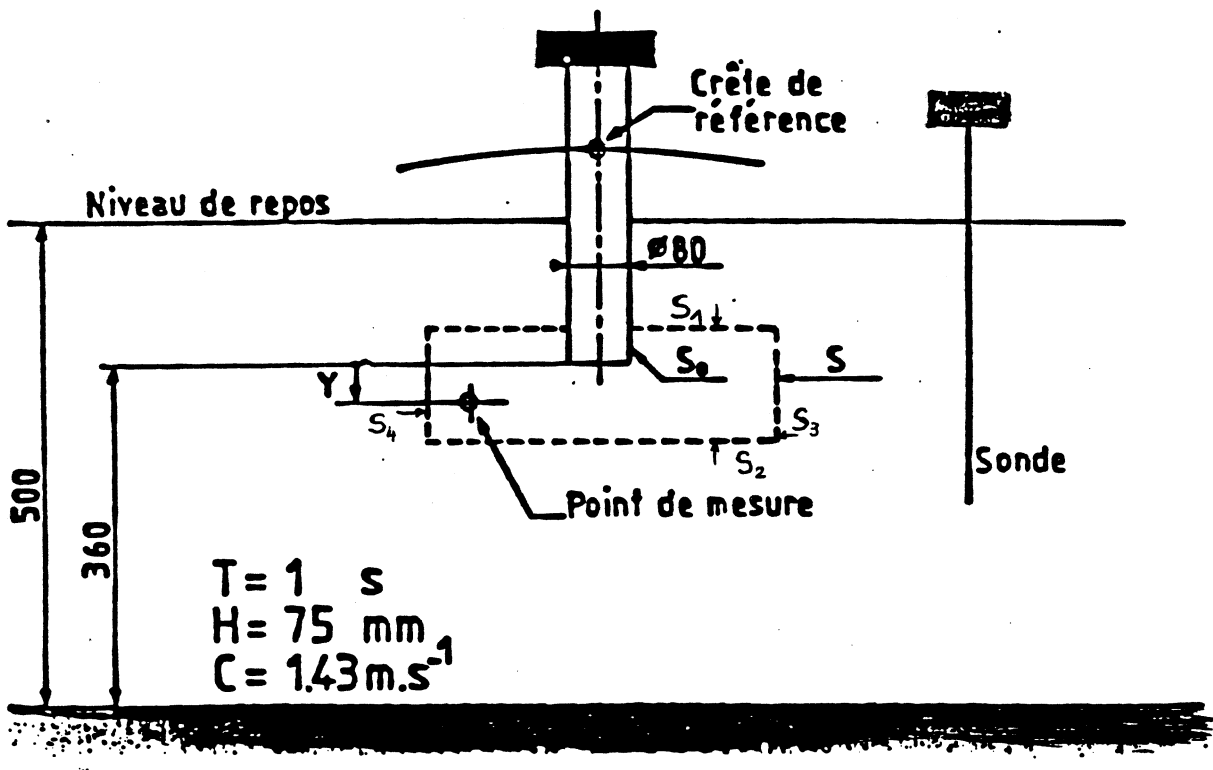 Crête de
référence
Niveau de repos
ø80
S₁
S₀
S
Y
S₄
S₃
S₂
Sonde
Point de mesure
500
360
T= 1 s
H= 75 mm
C= 1.43 m.s⁻¹